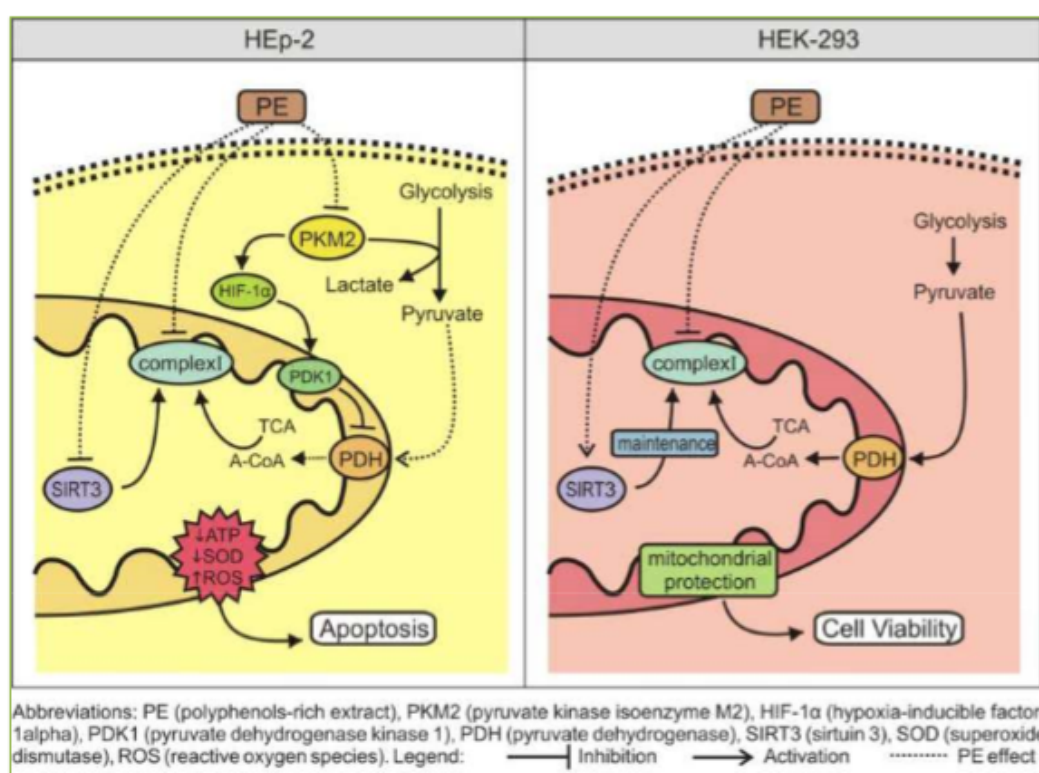 HEp-2
HEK-293
PE
PE
Glycolysis
PKM2
Lactate
HIF-1α
Pyruvate
complexI
PDK1
TCA
A-CoA
PDH
SIRT3
↓ATP
↓SOD
↑ROS
Apoptosis
Glycolysis
Pyruvate
complexI
maintenance
TCA
A-CoA
PDH
SIRT3
mitochondrial
protection
Cell Viability
Abbreviations: PE (polyphenols-rich extract), PKM2 (pyruvate kinase isoenzyme M2), HIF-1α (hypoxia-inducible factor
1alpha), PDK1 (pyruvate dehydrogenase kinase 1), PDH (pyruvate dehydrogenase), SIRT3 (sirtuin 3), SOD (superoxide
dismutase), ROS (reactive oxygen species). Legend: Inhibition Activation PE effect